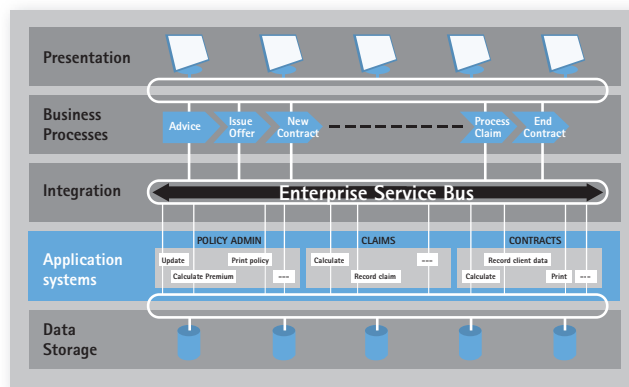 Presentation
Business
Processes
Advice
Issue
Offer
New
Contract
Process
Claim
End
Contract
Integration
Enterprise Service Bus
Application
systems
POLICY ADMIN
CLAIMS
CONTRACTS
Update
Print policy
Calculate Premium
---
Calculate
---
Record claim
Record client data
Calculate
Print
---
Data
Storage